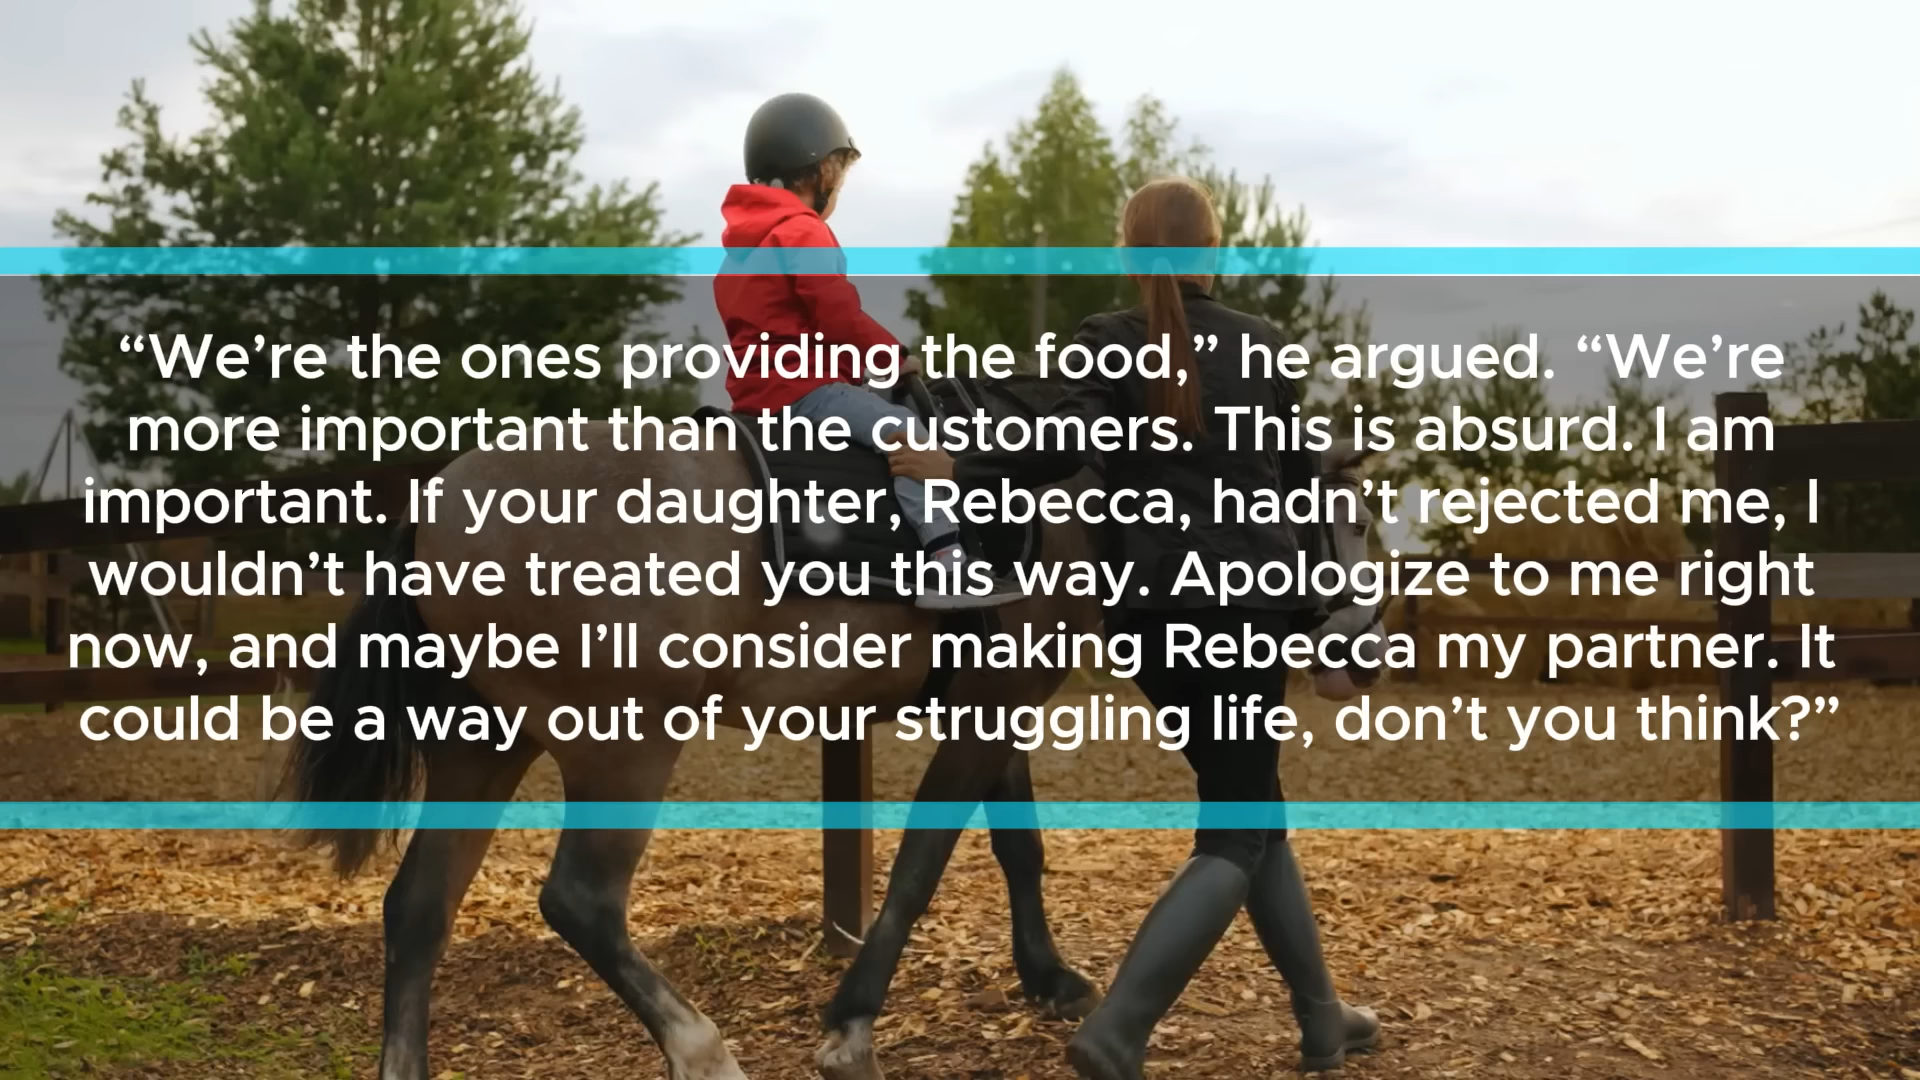 “We’re the ones providing the food,” he argued. “We’re
more important than the customers. This is absurd. I am
important. If your daughter, Rebecca, hadn’t rejected me, I
wouldn’t have treated you this way. Apologize to me right
now, and maybe I’ll consider making Rebecca my partner. It
could be a way out of your struggling life, don’t you think?”